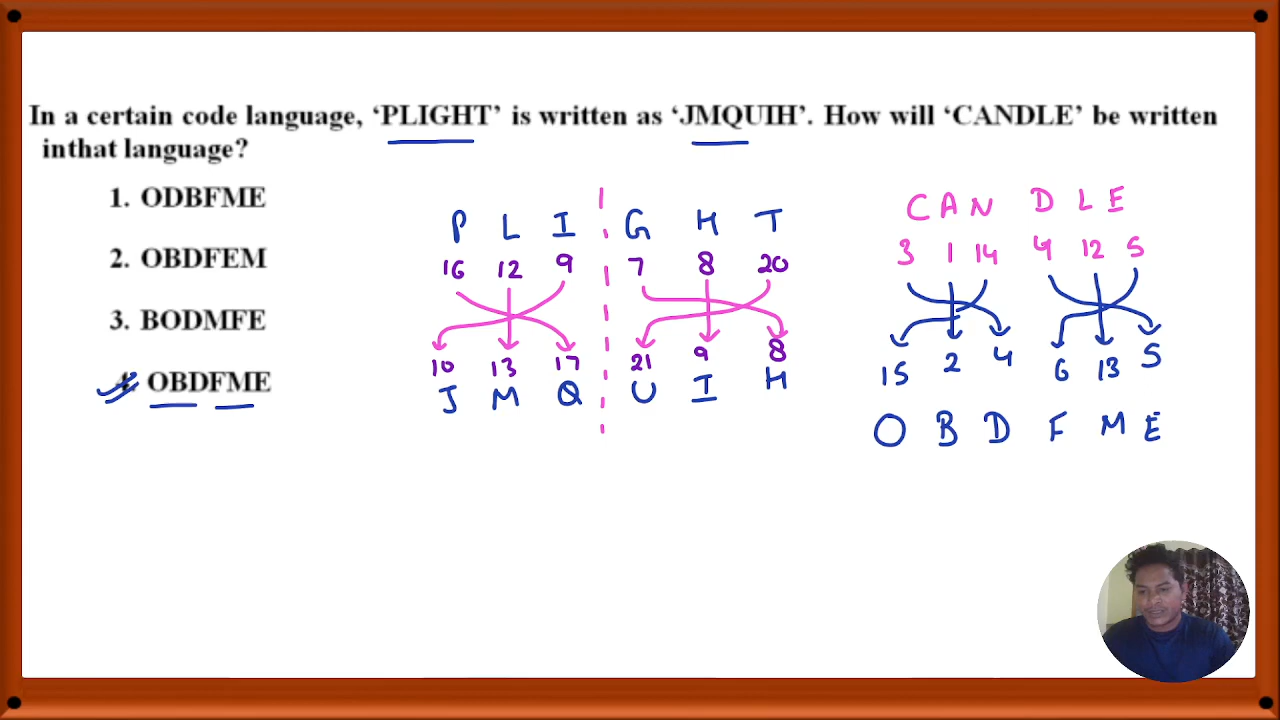 In a certain code language, ‘PLIGHT’ is written as ‘JMQUIH’. How will ‘CANDLE’ be written
inthat language?
1. ODBFME
2. OBDFEM
3. BODMFE
4. OBDFME
P L I G H T
16 12 9 7 8 20
10 13 17 21 9 8
J M Q U I H
C A N D L E
3 1 14 4 12 5
15 2 4 6 13 5
O B D F M E